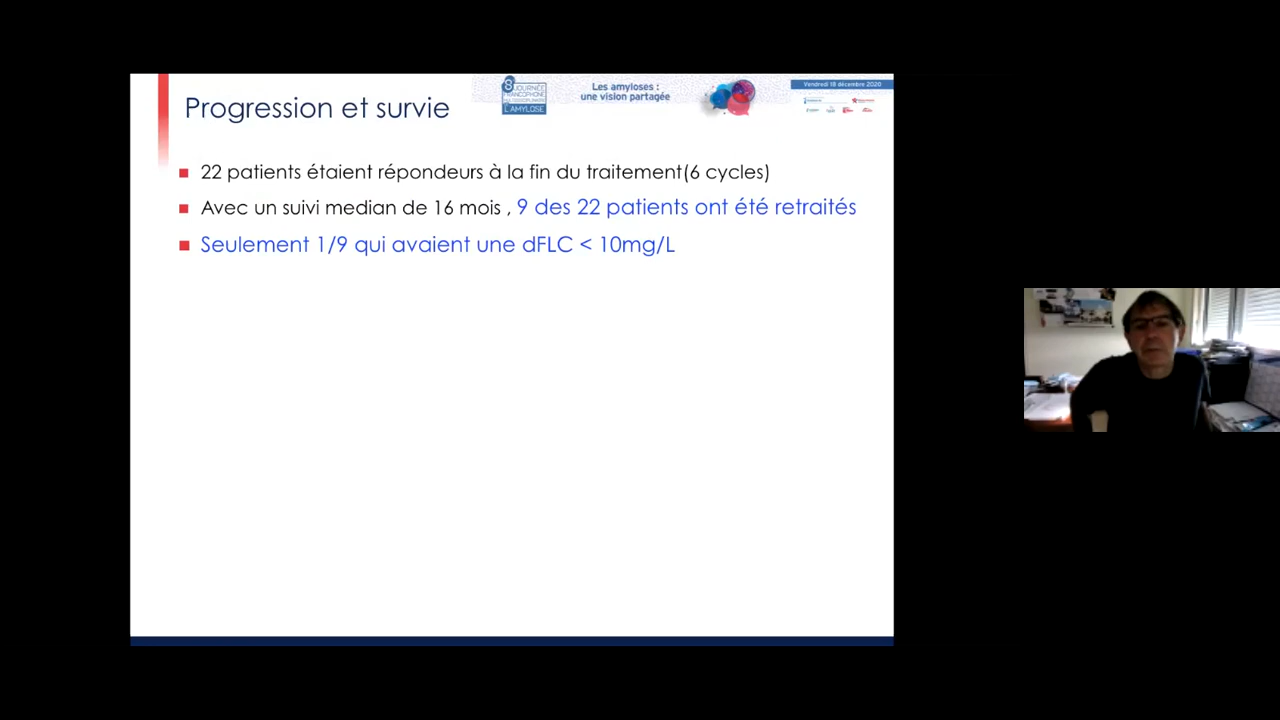 Progression et survie
8
JOURNÉE
FRANCOPHONE
L'AMYLOSE
Les amyloses :
une vision partagée
Vendredi 18 décembre 2020
22 patients étaient répondeurs à la fin du traitement(6 cycles)
Avec un suivi median de 16 mois , 9 des 22 patients ont été retraités
Seulement 1/9 qui avaient une dFLC < 10mg/L